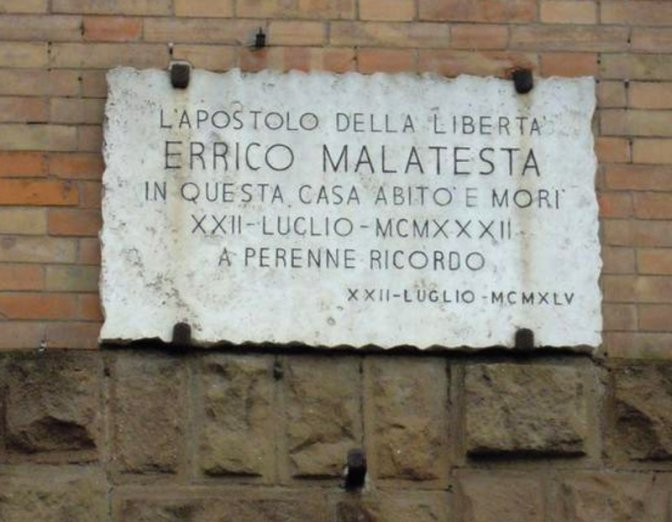 L'APOSTOLO DELLA LIBERTA'
ERRICO MALATESTA
IN QUESTA CASA ABITO' E MORI'
XXII-LUGLIO-MCMXXXII
A PERENNE RICORDO
XXII-LUGLIO-MCMXLV